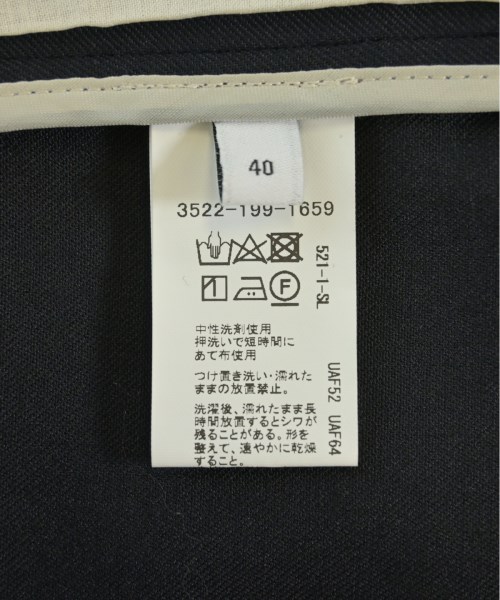 40
3522-199-1659
F
521-1-SL
中性洗剤使用
押洗いで短時間に
あて布使用
つけ置き洗い・濡れた
ままの放置禁止。
洗濯後、濡れたまま長
時間放置するとシワが
残ることがある。形を
整えて、速やかに乾燥
すること。
UAF52 UAF64